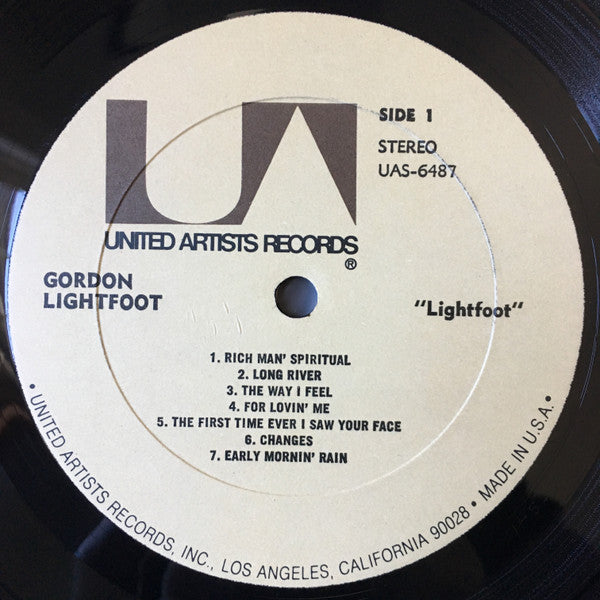 UA
SIDE 1
STEREO
UAS-6487
UNITED ARTISTS RECORDS
®
GORDON
LIGHTFOOT
"Lightfoot"
1. RICH MAN' SPIRITUAL
2. LONG RIVER
3. THE WAY I FEEL
4. FOR LOVIN' ME
5. THE FIRST TIME EVER I SAW YOUR FACE
6. CHANGES
7. EARLY MORNIN' RAIN
• UNITED ARTISTS RECORDS, INC., LOS ANGELES, CALIFORNIA 90028 • MADE IN U.S.A. •